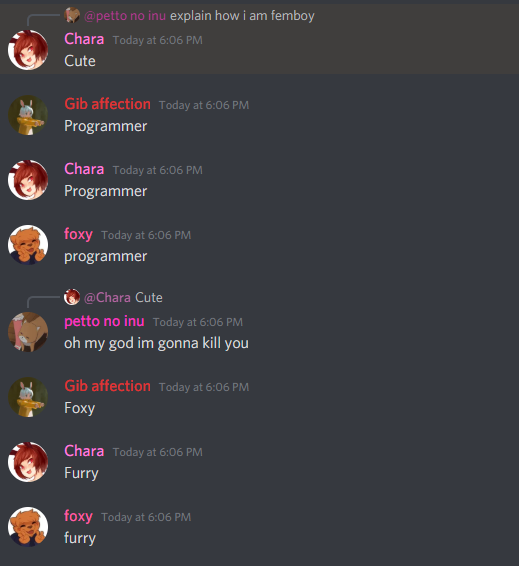 @petto no inu explain how i am femboy
Chara Today at 6:06 PM
Cute
Gib affection Today at 6:06 PM
Programmer
Chara Today at 6:06 PM
Programmer
foxy Today at 6:06 PM
programmer
@Chara Cute
petto no inu Today at 6:06 PM
oh my god im gonna kill you
Gib affection Today at 6:06 PM
Foxy
Chara Today at 6:06 PM
Furry
foxy Today at 6:06 PM
furry